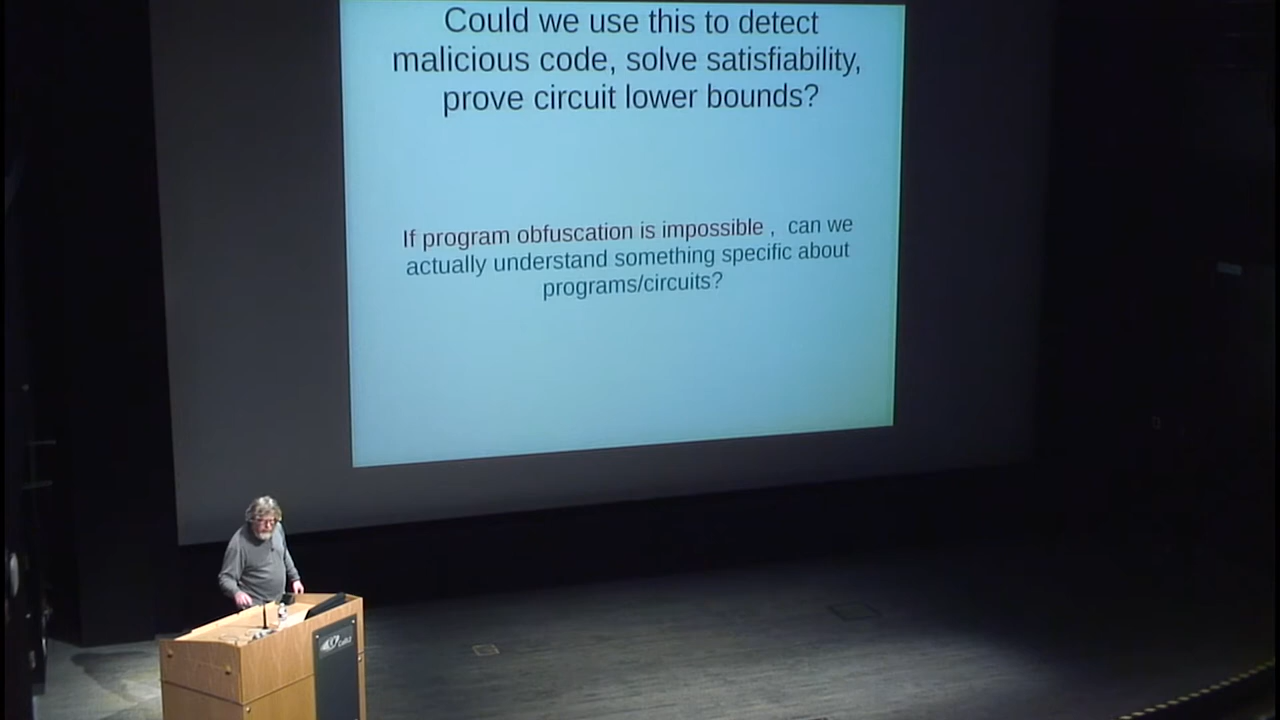 Could we use this to detect
malicious code, solve satisfiability,
prove circuit lower bounds?
If program obfuscation is impossible , can we
actually understand something specific about
programs/circuits?